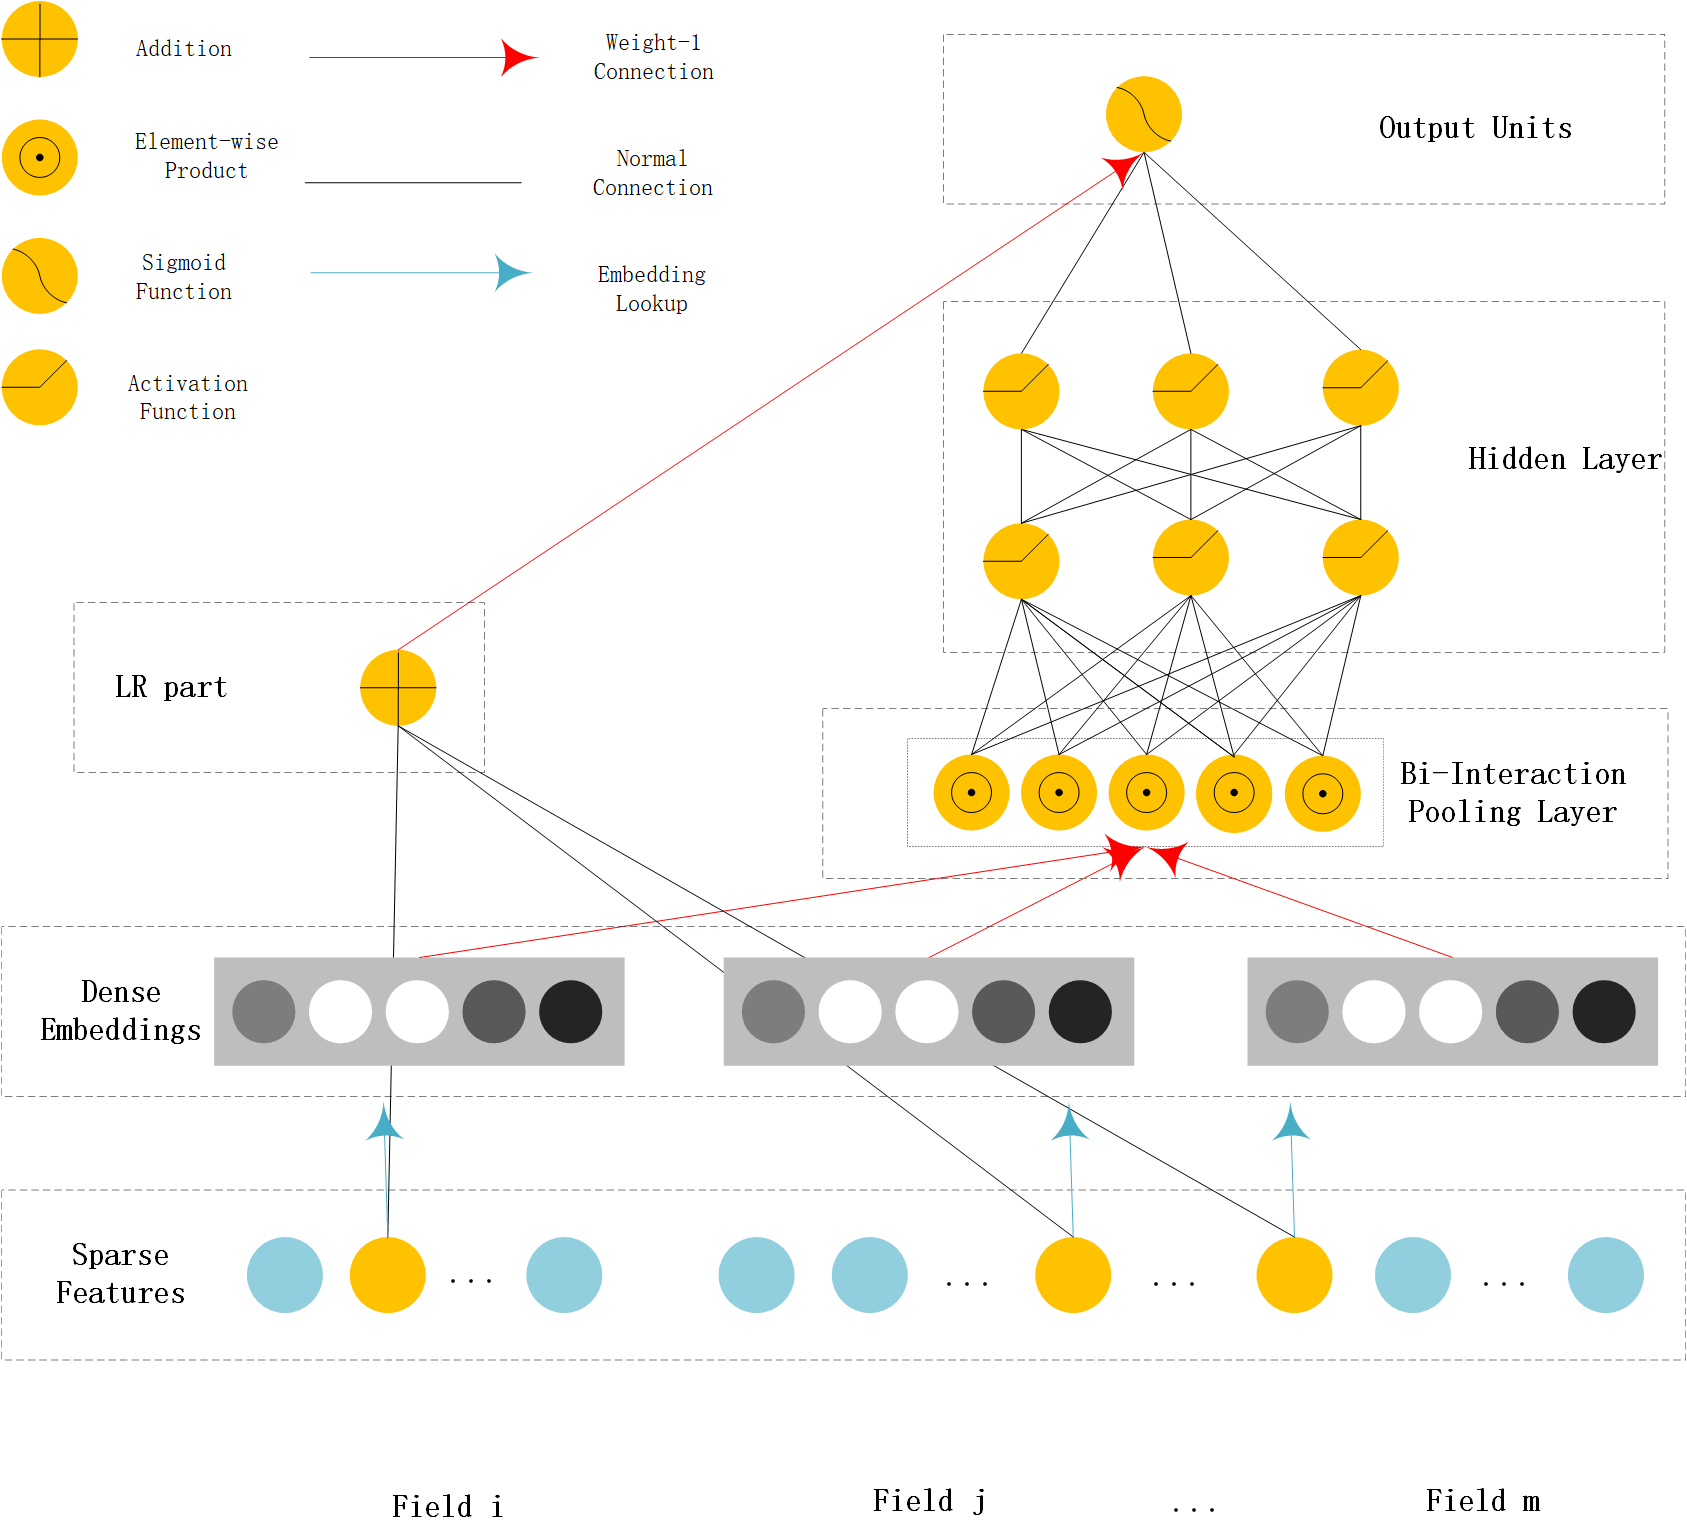 Addition
Weight-1
Connection
Element-wise
Product
Normal
Connection
Sigmoid
Function
Embedding
Lookup
Activation
Function
Output Units
Hidden Layer
LR part
Bi-Interaction
Pooling Layer
Dense
Embeddings
Sparse
Features
...
...
...
...
Field i
Field j
...
Field m